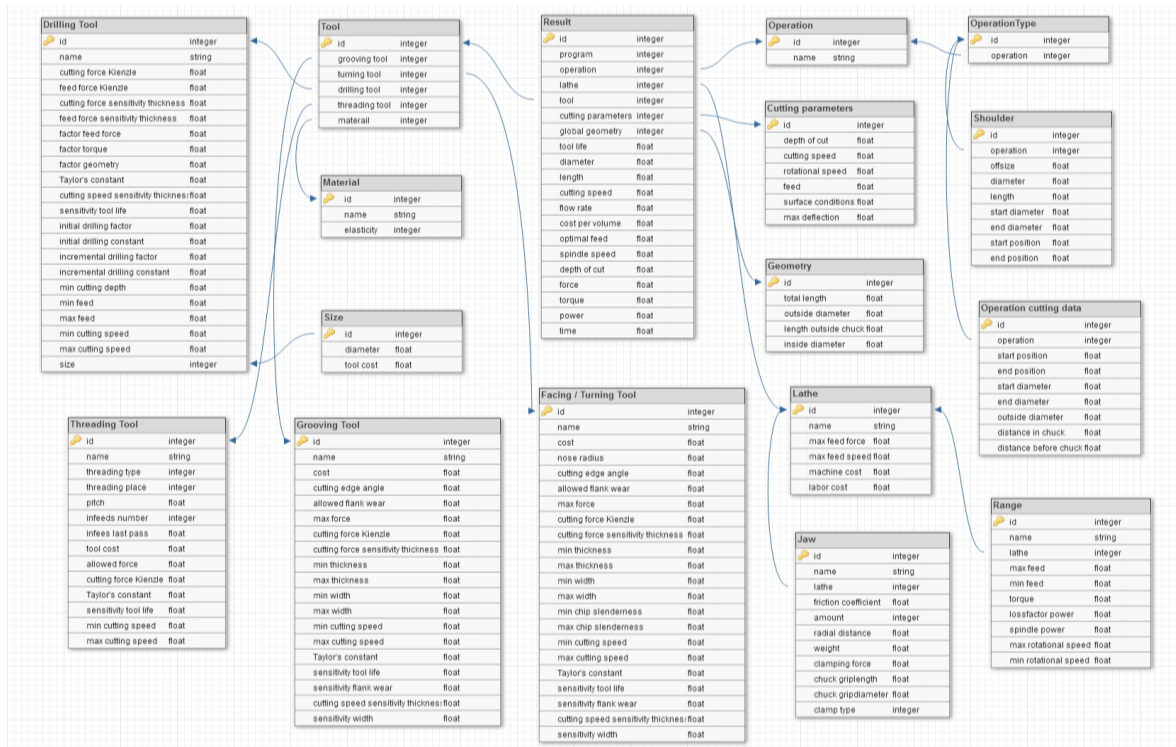 Drilling Tool
id integer
name string
cutting force Kienzle float
feed force Kienzle float
cutting force sensitivity thickness float
feed force sensitivity thickness float
factor feed force float
factor torque float
factor geometry float
Taylor's constant float
cutting speed sensitivity thicknes: float
sensitivity tool life float
initial drilling factor float
initial drilling constant float
incremental drilling factor float
incremental drilling constant float
min cutting depth float
min feed float
max feed float
min cutting speed float
max cutting speed float
size integer
Tool
id integer
grooving tool integer
turning tool integer
drilling tool integer
threading tool integer
materail integer
Material
id integer
name string
elasticity integer
Size
id integer
diameter float
tool cost float
Result
id integer
program integer
operation integer
lathe integer
tool integer
cutting parameters integer
global geometry integer
tool life float
diameter float
length float
cutting speed float
flow rate float
cost per volume float
optimal feed float
spindle speed float
depth of cut float
force float
torque float
power float
time float
Operation
id integer
name string
OperationType
id integer
operation integer
Cutting parameters
id integer
depth of cut float
cutting speed float
rotational speed float
feed float
surface conditions float
max deflection float
Shoulder
id integer
operation integer
offsize float
diameter float
length float
start diameter float
end diameter float
start position float
end position float
Geometry
id integer
total length float
outside diameter float
length outside chuck float
inside diameter float
Operation cutting data
id integer
operation integer
start position float
end position float
start diameter float
end diameter float
outside diameter float
distance in chuck float
distance before chuck float
Threading Tool
id integer
name string
threading type integer
threading place integer
pitch float
infeeds number integer
infees last pass float
tool cost float
allowed force float
cutting force Kienzle float
Taylor's constant float
sensitivity tool life float
min cutting speed float
max cutting speed float
Grooving Tool
id integer
name string
cost float
cutting edge angle float
allowed flank wear float
max force float
cutting force Kienzle float
cutting force sensitivity thickness float
min thickness float
max thickness float
min width float
max width float
min cutting speed float
max cutting speed float
Taylor's constant float
sensitivity tool life float
sensitivity flank wear float
cutting speed sensitivity thicknes: float
sensitivity width float
Facing / Turning Tool
id integer
name string
cost float
nose radius float
cutting edge angle float
allowed flank wear float
max force float
cutting force Kienzle float
cutting force sensitivity thickness float
min thickness float
max thickness float
min width float
max width float
min chip slenderness float
max chip slenderness float
min cutting speed float
max cutting speed float
Taylor's constant float
sensitivity tool life float
sensitivity flank wear float
cutting speed sensitivity thicknes: float
sensitivity width float
Lathe
id integer
name string
max feed force float
max feed speed float
machine cost float
labor cost float
Jaw
id integer
name string
lathe integer
friction coefficient float
amount integer
radial distance float
weight float
clamping force float
chuck griplength float
chuck gripdiameter float
clamp type integer
Range
id integer
name string
lathe integer
max feed float
min feed float
torque float
lossfactor power float
spindle power float
max rotational speed float
min rotational speed float